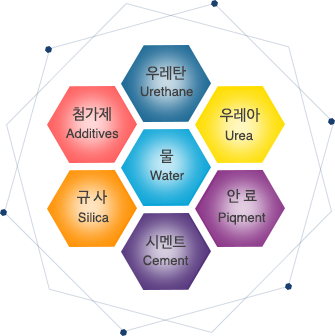 우레탄
Urethane
첨가제
Additives
우레아
Urea
물
Water
규 사
Silica
안 료
Piqment
시멘트
Cement